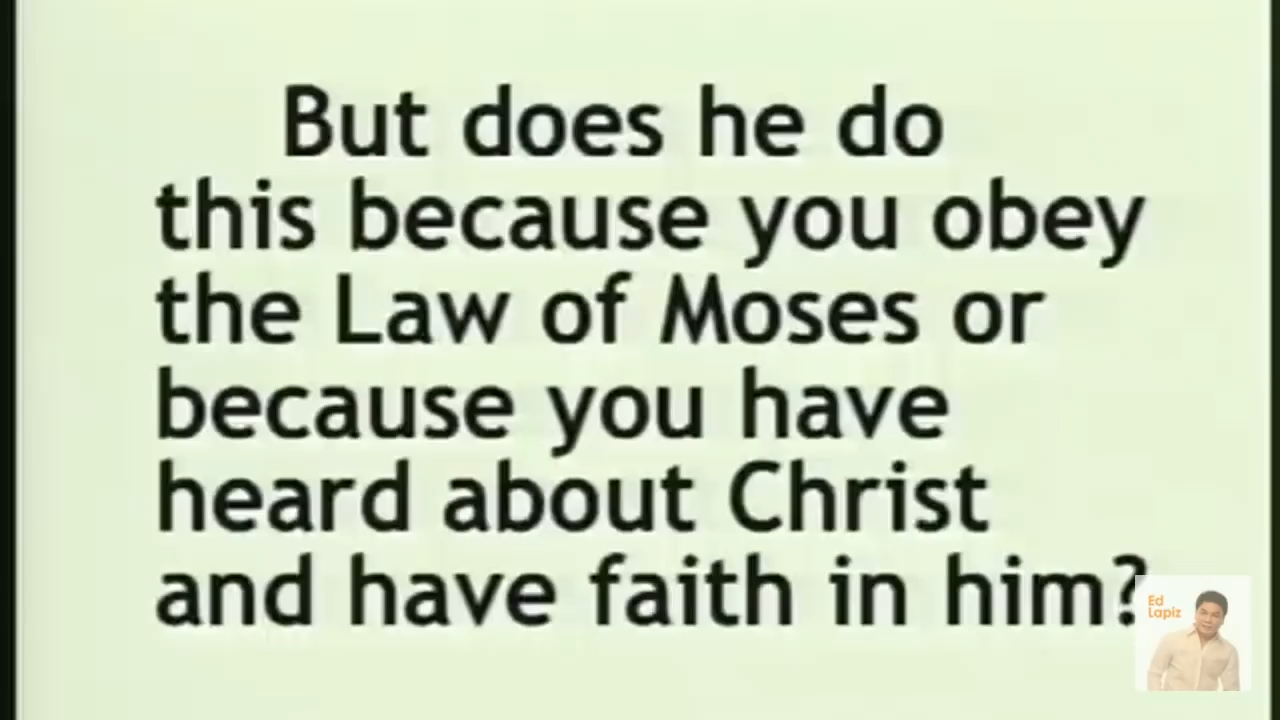 But does he do
this because you obey
the Law of Moses or
because you have
heard about Christ
and have faith in him?
Ed
Lapiz